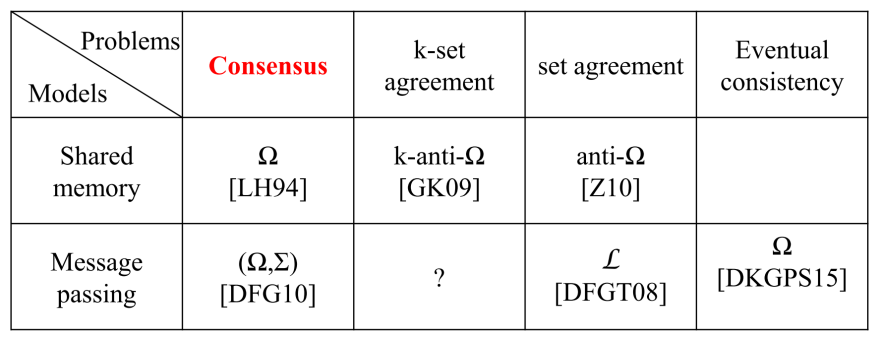 Problems
Models
Consensus
k-set
agreement
set agreement
Eventual
consistency
Shared
memory
Ω
[LH94]
k-anti-Ω
[GK09]
anti-Ω
[Z10]
Message
passing
(Ω,Σ)
[DFG10]
?
ℒ
[DFGT08]
Ω
[DKGPS15]